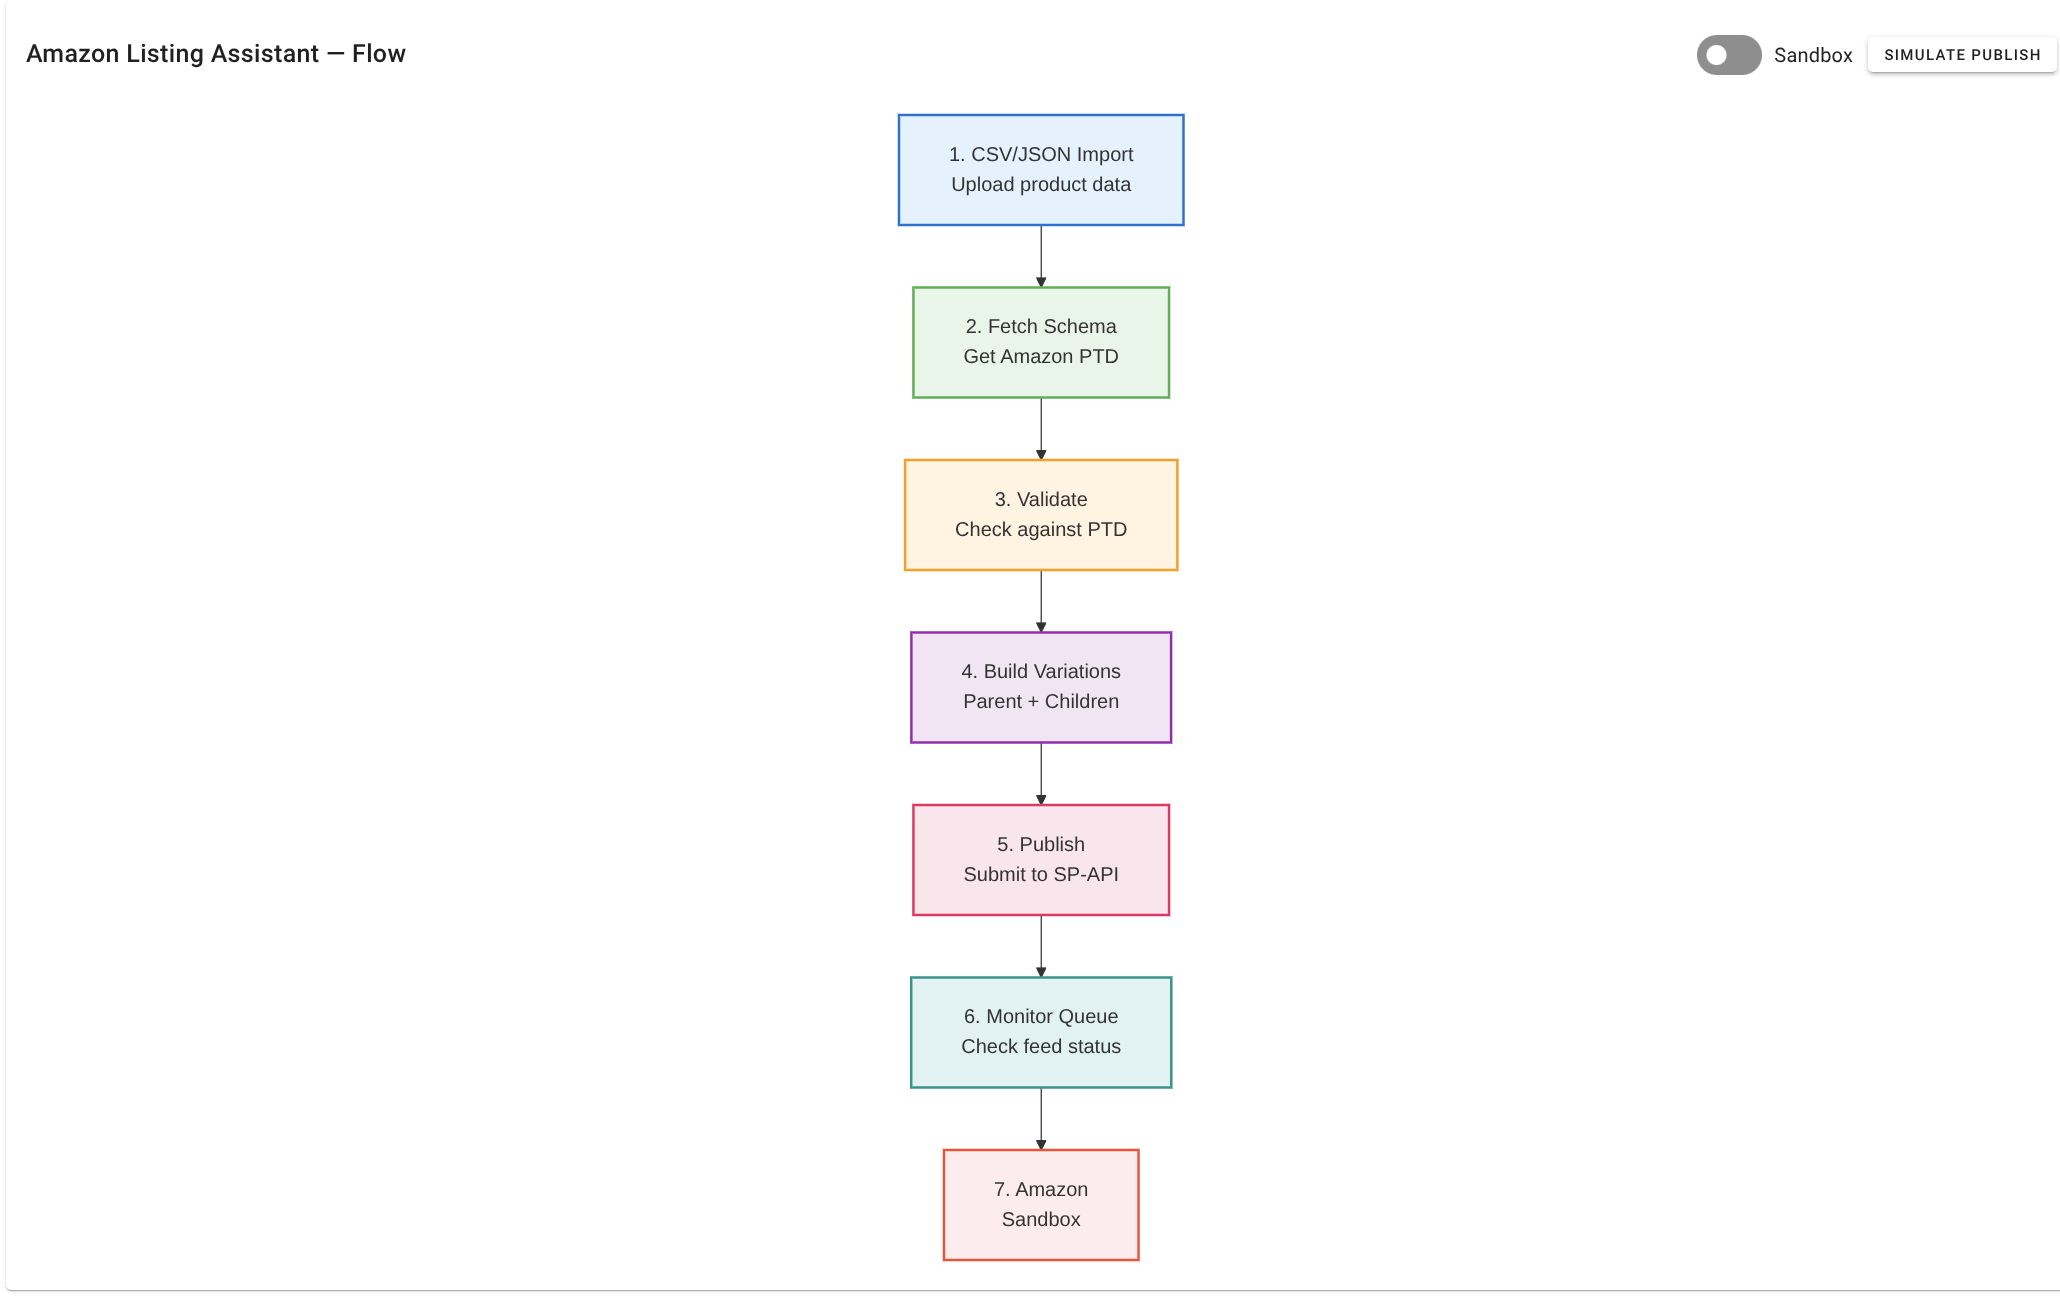 Amazon Listing Assistant — Flow
Sandbox
SIMULATE PUBLISH
1. CSV/JSON Import
Upload product data
2. Fetch Schema
Get Amazon PTD
3. Validate
Check against PTD
4. Build Variations
Parent + Children
5. Publish
Submit to SP-API
6. Monitor Queue
Check feed status
7. Amazon
Sandbox